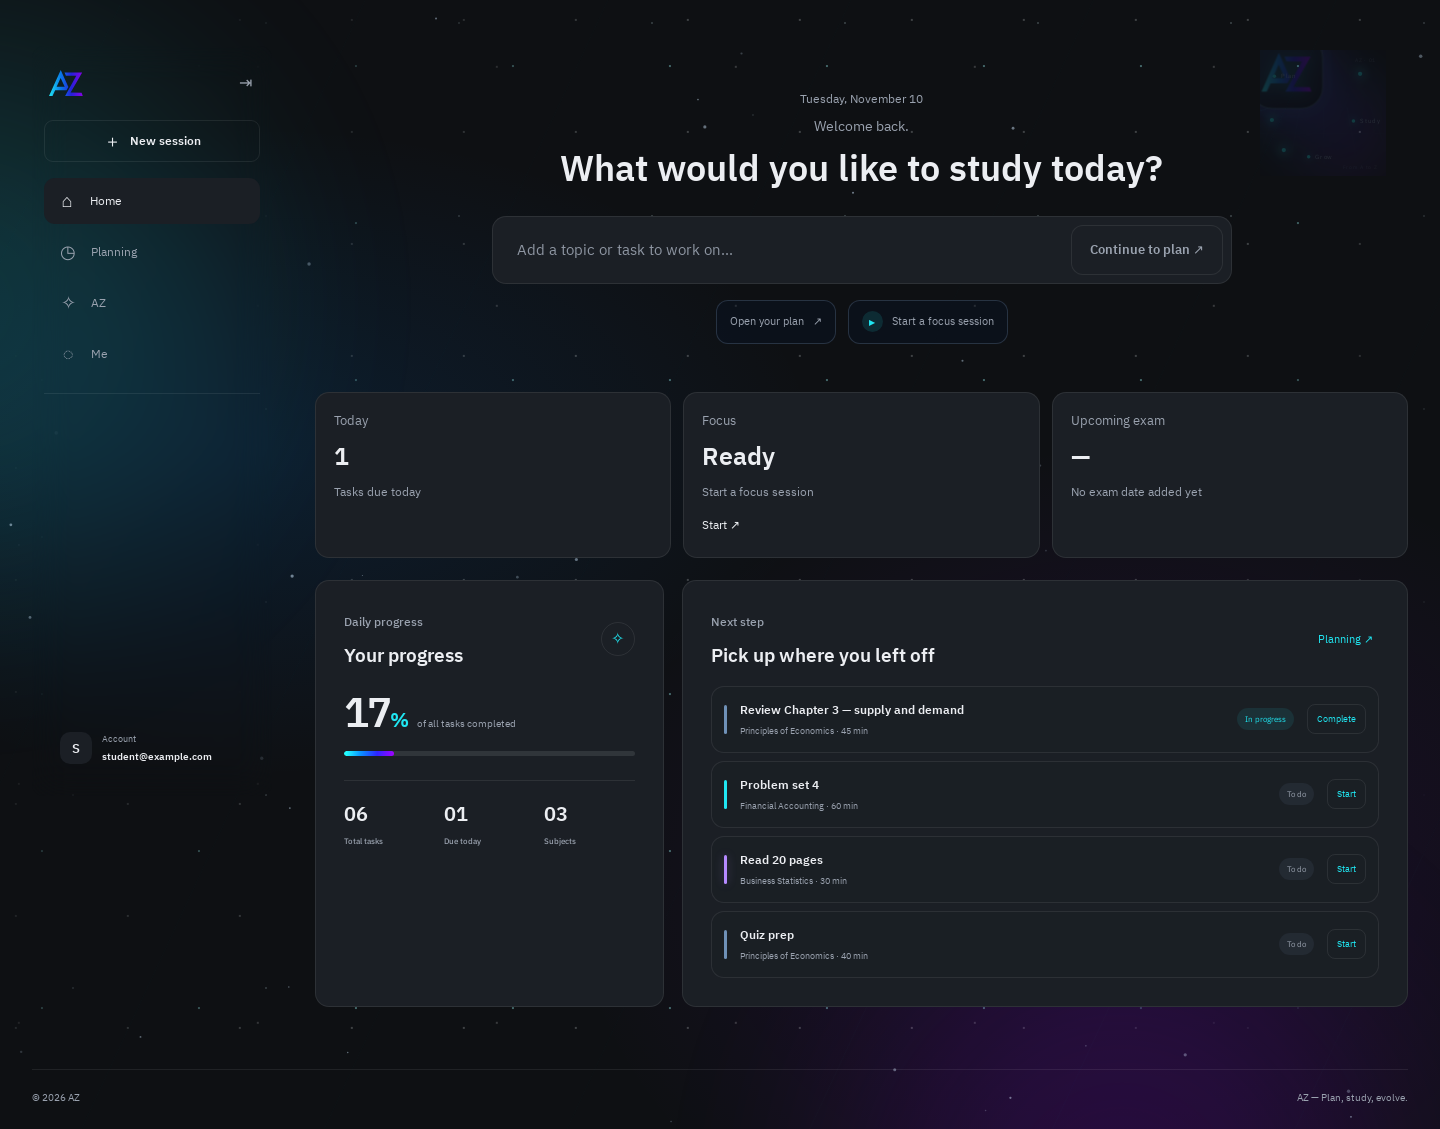 AZ
New session
Home
Planning
AZ
Me
Account
S
student@example.com
Tuesday, November 10
Welcome back.
What would you like to study today?
Add a topic or task to work on...
Continue to plan ↗
Open your plan ↗
Start a focus session
Today
1
Tasks due today
Focus
Ready
Start a focus session
Start ↗
Upcoming exam
—
No exam date added yet
Daily progress
Your progress
17% of all tasks completed
06
Total tasks
01
Due today
03
Subjects
Next step
Pick up where you left off
Planning ↗
Review Chapter 3 — supply and demand
Principles of Economics · 45 min
In progress
Complete
Problem set 4
Financial Accounting · 60 min
To do
Start
Read 20 pages
Business Statistics · 30 min
To do
Start
Quiz prep
Principles of Economics · 40 min
To do
Start
© 2026 AZ
AZ — Plan, study, evolve.